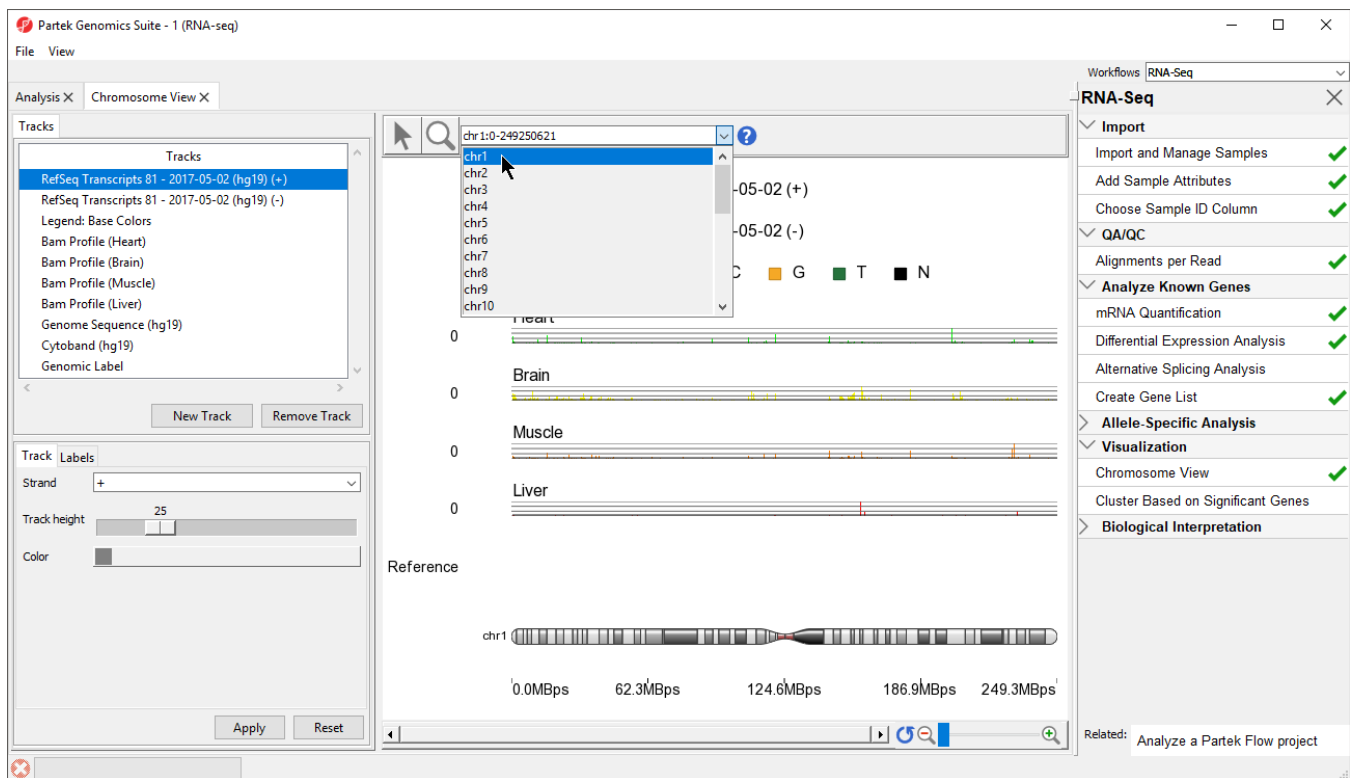 Partek Genomics Suite - 1 (RNA-seq)
File View
Workflows RNA-Seq
Analysis Chromosome View
RNA-Seq
Tracks
Tracks
RefSeq Transcripts 81 - 2017-05-02 (hg19) (+)
RefSeq Transcripts 81 - 2017-05-02 (hg19) (-)
Legend: Base Colors
Bam Profile (Heart)
Bam Profile (Brain)
Bam Profile (Muscle)
Bam Profile (Liver)
Genome Sequence (hg19)
Cytoband (hg19)
Genomic Label
New Track Remove Track
Track Labels
Strand +
Track height 25
Color
Apply Reset
chr1:0-249250621
chr1
chr2
chr3
chr4
chr5
chr6
chr7
chr8
chr9
chr10
-05-02 (+)
-05-02 (-)
C G T N
Heart
0
Brain
0
Muscle
0
Liver
0
Reference
chr1
0.0MBps 62.3MBps 124.6MBps 186.9MBps 249.3MBps
Import
Import and Manage Samples
Add Sample Attributes
Choose Sample ID Column
QA/QC
Alignments per Read
Analyze Known Genes
mRNA Quantification
Differential Expression Analysis
Alternative Splicing Analysis
Create Gene List
Allele-Specific Analysis
Visualization
Chromosome View
Cluster Based on Significant Genes
Biological Interpretation
Related: Analyze a Partek Flow project